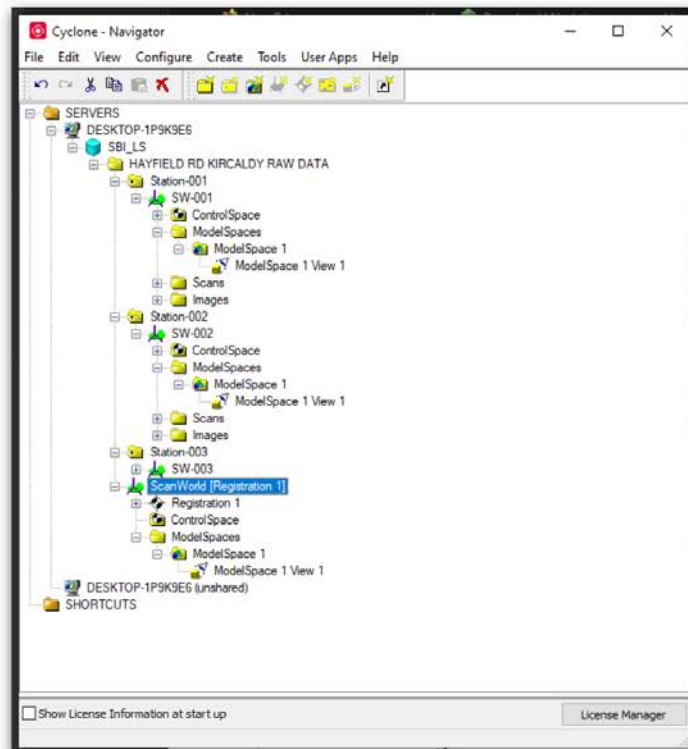 Cyclone - Navigator
File Edit View Configure Create Tools User Apps Help
SERVERS
DESKTOP-1P9K9E6
SBI_LS
HAYFIELD RD KIRCALDY RAW DATA
Station-001
SW-001
ControlSpace
ModelSpaces
ModelSpace 1
ModelSpace 1 View 1
Scans
Images
Station-002
SW-002
ControlSpace
ModelSpaces
ModelSpace 1
ModelSpace 1 View 1
Scans
Images
Station-003
SW-003
ScanWorld [Registration 1]
Registration 1
ControlSpace
ModelSpaces
ModelSpace 1
ModelSpace 1 View 1
DESKTOP-1P9K9E6 (unshared)
SHORTCUTS
Show License Information at start up License Manager